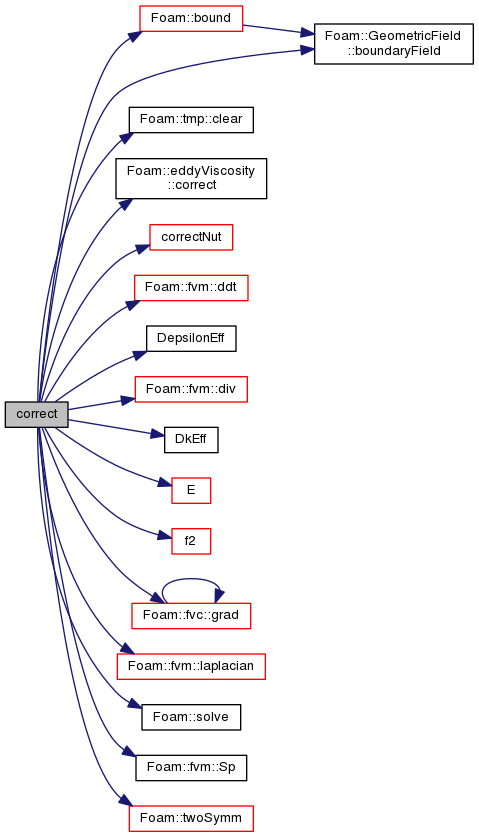 Foam::bound
Foam::GeometricField
::boundaryField
Foam::tmp::clear
Foam::eddyViscosity
::correct
correctNut
Foam::fvm::ddt
DepsilonEff
Foam::fvm::div
correct
DkEff
E
f2
Foam::fvc::grad
Foam::fvm::laplacian
Foam::solve
Foam::fvm::Sp
Foam::twoSymm